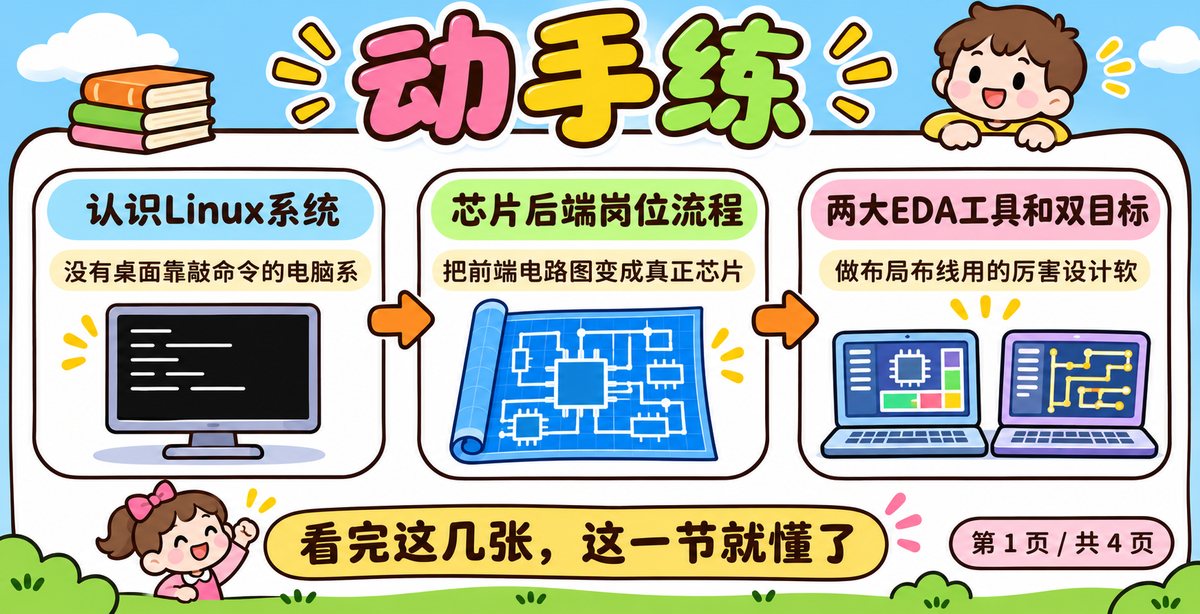 动手练
认识Linux系统
没有桌面靠敲命令的电脑系
芯片后端岗位流程
把前端电路图变成真正芯片
两大EDA工具和双目标
做布局布线用的厉害设计软
看完这几张，这一节就懂了
第1页/共4页